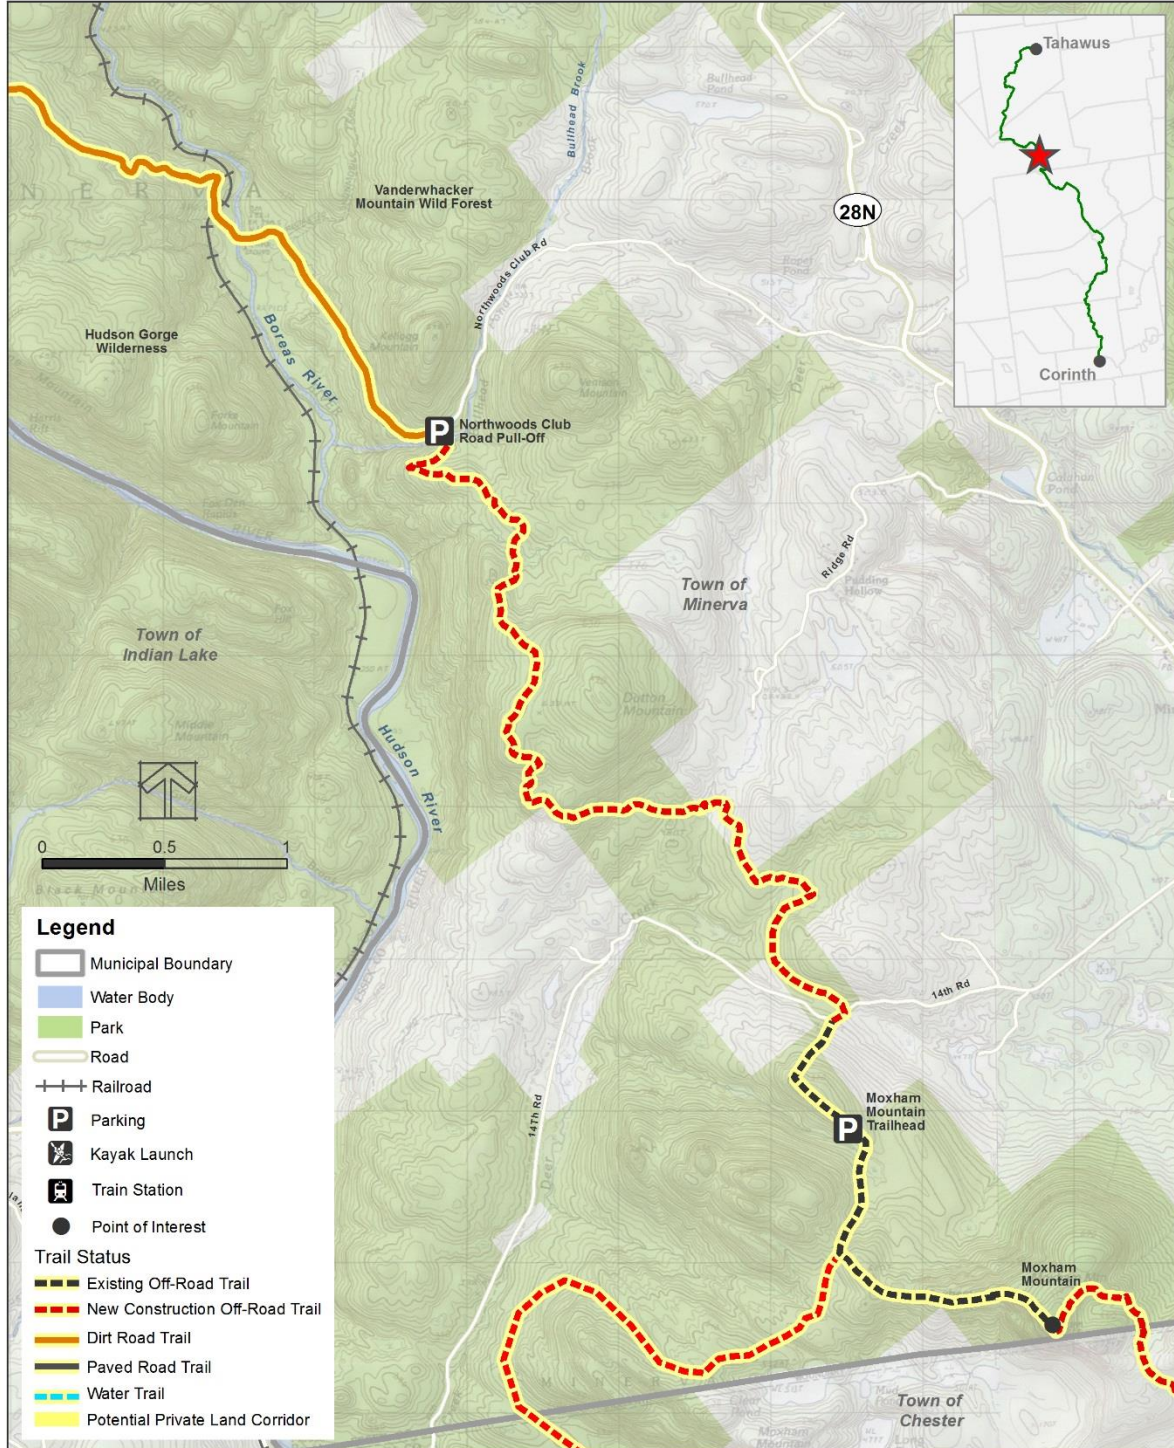 Tahawus
Corinth
Bullhead Brook
28N
Vanderwhacker
Mountain Wild Forest
Northwoods Club Rd
Hudson Gorge
Wilderness
Boreas River
Northwoods Club
Road Pull-Off
Ridge Rd
Town of
Minerva
Town of
Indian Lake
Dutton
Mountain
Hudson River
0 0.5 1
Miles
14th Rd
14Th Rd
Moxham
Mountain
Trailhead
Moxham
Mountain
Town of
Chester
Legend
Municipal Boundary
Water Body
Park
Road
Railroad
P Parking
Kayak Launch
Train Station
Point of Interest
Trail Status
Existing Off-Road Trail
New Construction Off-Road Trail
Dirt Road Trail
Paved Road Trail
Water Trail
Potential Private Land Corridor